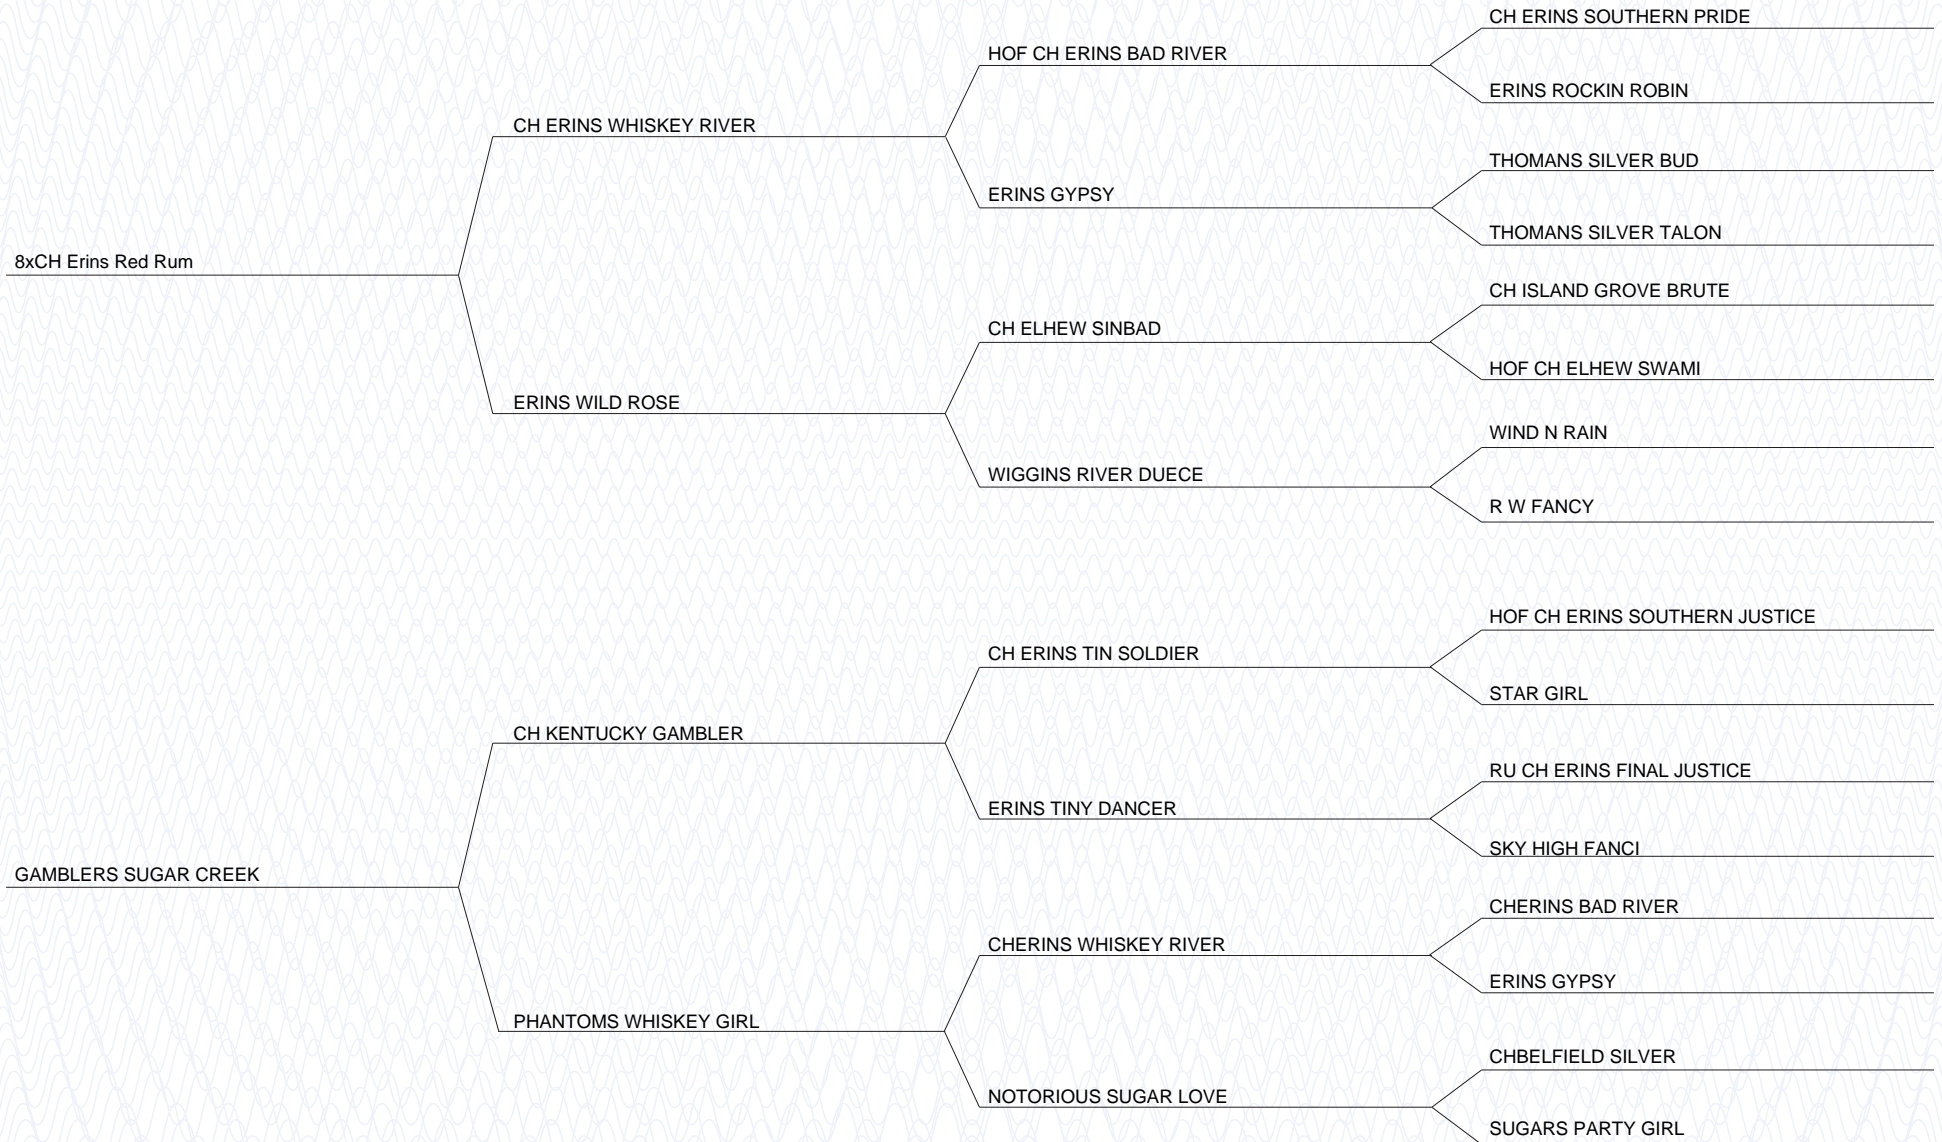 CH ERINS SOUTHERN PRIDE
HOF CH ERINS BAD RIVER
ERINS ROCKIN ROBIN
CH ERINS WHISKEY RIVER
THOMANS SILVER BUD
ERINS GYPSY
THOMANS SILVER TALON
8xCH Erins Red Rum
CH ISLAND GROVE BRUTE
CH ELHEW SINBAD
HOF CH ELHEW SWAMI
ERINS WILD ROSE
WIND N RAIN
WIGGINS RIVER DUECE
R W FANCY
HOF CH ERINS SOUTHERN JUSTICE
CH ERINS TIN SOLDIER
STAR GIRL
CH KENTUCKY GAMBLER
RU CH ERINS FINAL JUSTICE
ERINS TINY DANCER
SKY HIGH FANCI
GAMBLERS SUGAR CREEK
CHERINS BAD RIVER
CHERINS WHISKEY RIVER
ERINS GYPSY
PHANTOMS WHISKEY GIRL
CHBELFIELD SILVER
NOTORIOUS SUGAR LOVE
SUGARS PARTY GIRL